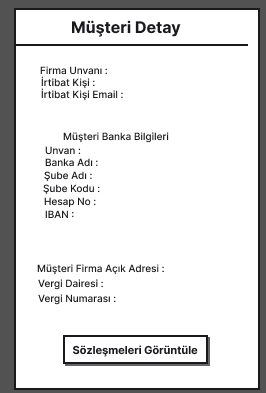 Müşteri Detay
Firma Unvanı :
İrtibat Kişi :
İrtibat Kişi Email :
Müşteri Banka Bilgileri
Unvan :
Banka Adı :
Şube Adı :
Şube Kodu :
Hesap No :
IBAN :
Müşteri Firma Açık Adresi :
Vergi Dairesi :
Vergi Numarası :
Sözleşmeleri Görüntüle